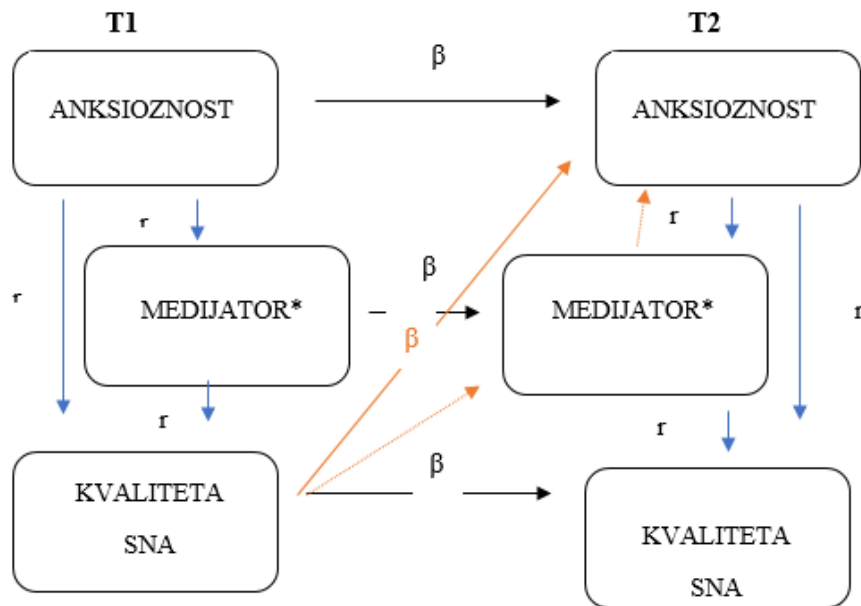 T1
T2
β
ANKSIOZNOST
ANKSIOZNOST
r
r
β
r
MEDIJATOR*
MEDIJATOR*
r
β
r
r
β
r
KVALITETA
SNA
KVALITETA
SNA